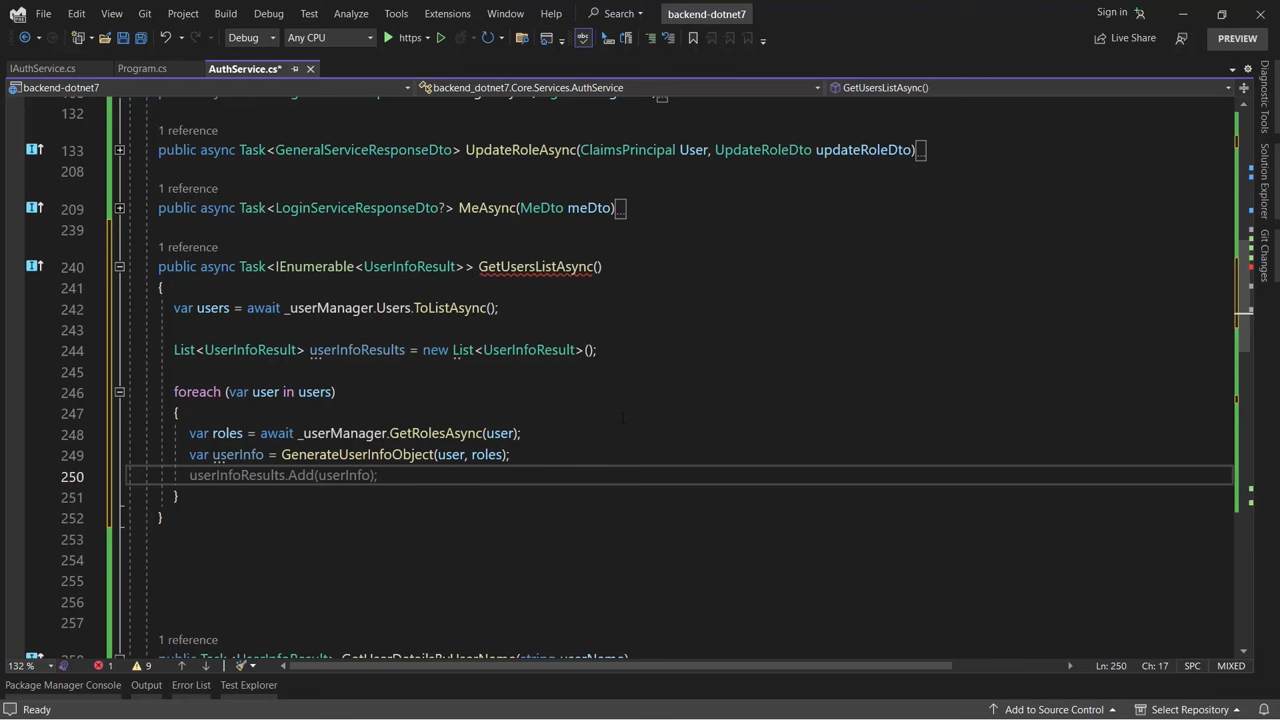 File Edit View Git Project Build Debug Test Analyze Tools Extensions Window Help Search backend-dotnet7 Sign in
Debug Any CPU https Live Share PREVIEW
IAuthService.cs Program.cs AuthService.cs*
backend-dotnet7 backend_dotnet7.Core.Services.AuthService GetUsersListAsync()
132
1 reference
133 public async Task<GeneralServiceResponseDto> UpdateRoleAsync(ClaimsPrincipal User, UpdateRoleDto updateRoleDto)...
208
1 reference
209 public async Task<LoginServiceResponseDto?> MeAsync(MeDto meDto)...
239
1 reference
240 public async Task<IEnumerable<UserInfoResult>> GetUsersListAsync()
241 {
242 var users = await _userManager.Users.ToListAsync();
243
244 List<UserInfoResult> userInfoResults = new List<UserInfoResult>();
245
246 foreach (var user in users)
247 {
248 var roles = await _userManager.GetRolesAsync(user);
249 var userInfo = GenerateUserInfoObject(user, roles);
250 userInfoResults.Add(userInfo);
251 }
252 }
253
254
255
256
257
1 reference
public Task<UserInfoResult> GetUserDetailsByUserName(string userName)
132 % 1 9 Ln: 250 Ch: 17 SPC MIXED
Package Manager Console Output Error List Test Explorer
Ready Add to Source Control Select Repository
Diagnostic Tools
Solution Explorer
Git Changes